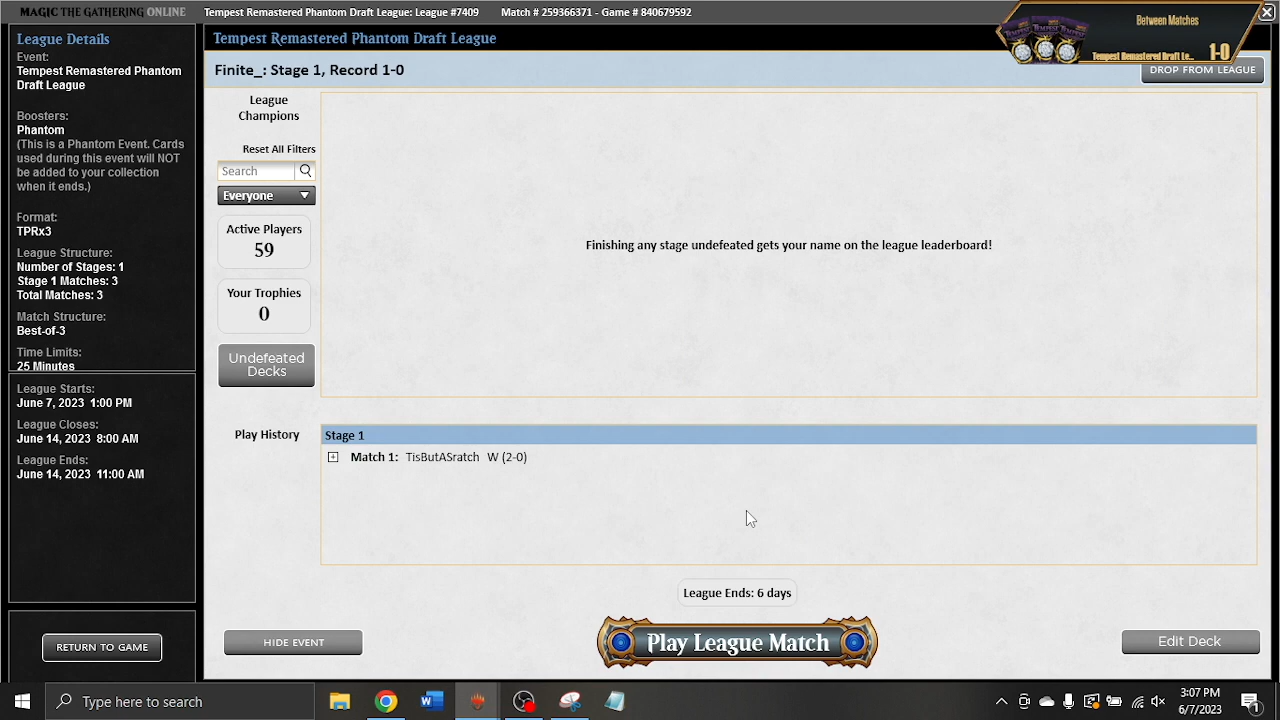 MAGIC THE GATHERING ONLINE
Tempest Remastered Phantom Draft League: League #7409
Match # 259366371 - Game # 840679592
Between Matches
Tempest Remastered Draft Le...
1-0
League Details
Event:
Tempest Remastered Phantom
Draft League
Boosters:
Phantom
(This is a Phantom Event. Cards
used during this event will NOT
be added to your collection
when it ends.)
Format:
TPRx3
League Structure:
Number of Stages: 1
Stage 1 Matches: 3
Total Matches: 3
Match Structure:
Best-of-3
Time Limits:
25 Minutes
League Starts:
June 7, 2023 1:00 PM
League Closes:
June 14, 2023 8:00 AM
League Ends:
June 14, 2023 11:00 AM
RETURN TO GAME
Tempest Remastered Phantom Draft League
Finite_: Stage 1, Record 1-0
DROP FROM LEAGUE
League
Champions
Reset All Filters
Search
Everyone
Active Players
59
Your Trophies
0
Undefeated
Decks
Finishing any stage undefeated gets your name on the league leaderboard!
Play History
Stage 1
Match 1: TisButASratch W (2-0)
League Ends: 6 days
HIDE EVENT
Play League Match
Edit Deck
Type here to search
3:07 PM
6/7/2023
1